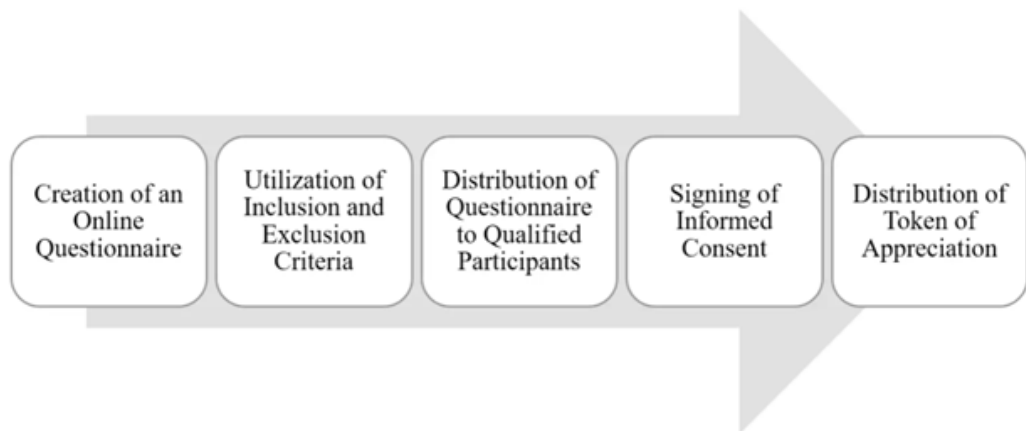 Creation of an
Online
Questionnaire
Utilization of
Inclusion and
Exclusion
Criteria
Distribution of
Questionnaire
to Qualified
Participants
Signing of
Informed
Consent
Distribution of
Token of
Appreciation